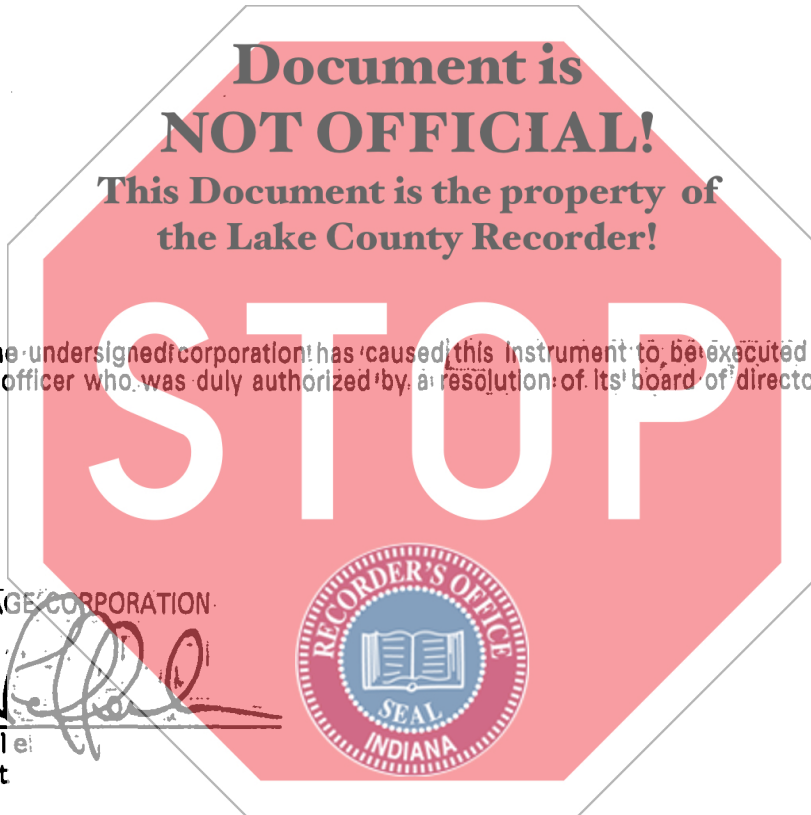 Document is
NOT OFFICIAL!
This Document is the property of
the Lake County Recorder!
STOP
undersigned corporation has caused this Instrument to be executed
officer who was duly authorized by a resolution of its board of
CORPORATION
RECORDER'S OFFICE
SEAL
INDIANA